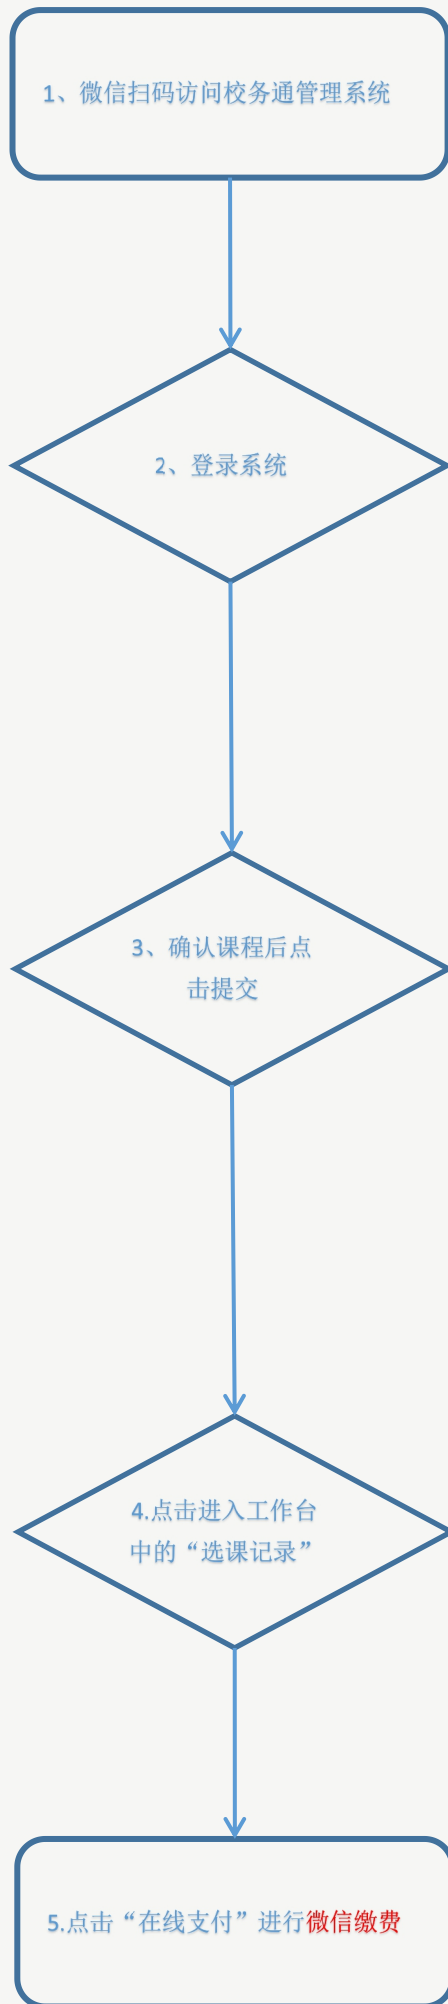 1、微信扫码访问校务通管理系统
2、登录系统
3、确认课程后点
击提交
4.点击进入工作台
中的“选课记录”
5.点击“在线支付”进行微信缴费